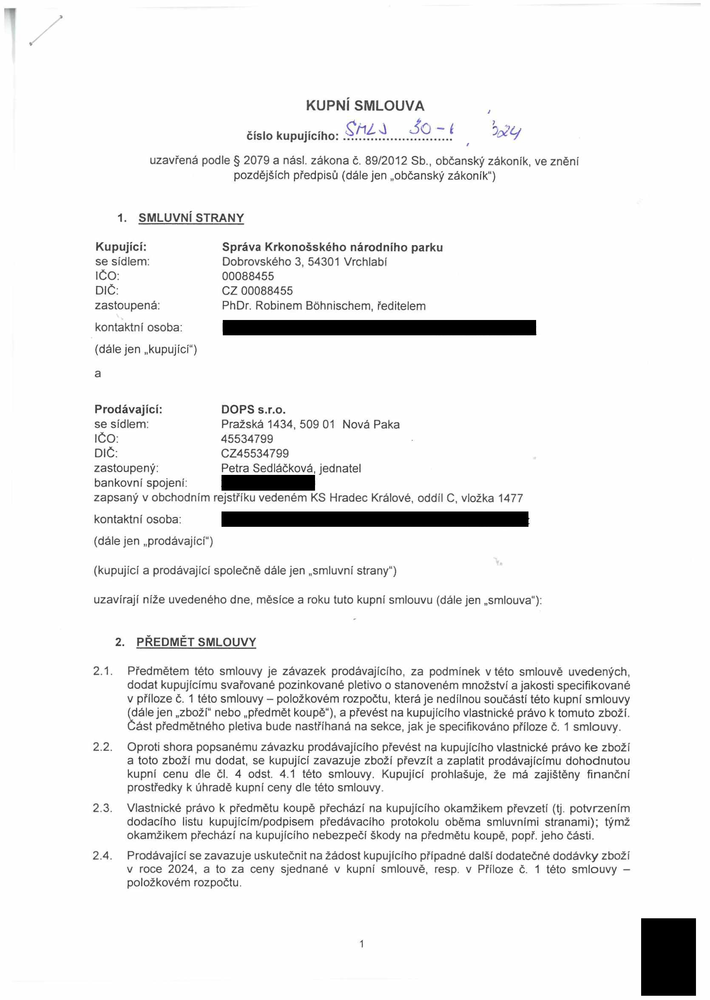 KUPNÍ SMLOUVA
číslo kupujícího: SMLJ 30-
uzavřená podle § 2079 a násl. zákona č. 89/2012 Sb., občanský zákoník, ve znění
pozdějších předpisů (dále jen „občanský zákoník“)
1. SMLUVNÍ STRANY
Kupující: Správa Krkonošského národního parku
se sídlem: Dobrovského 3, 54301 Vrchlabí
IČO: 00088455
DIČ: CZ 00088455
zastoupená: PhDr. Robinem Böhnischem, ředitelem
kontaktní osoba:
(dále jen „kupující“)
a
Prodávající: DOPS s.r.o.
se sídlem: Pražská 1434, 509 01 Nová Paka
IČO: 45534799
DIČ: CZ45534799
zastoupený: Petra Sedláčková, jednatel
bankovní spojení:
zapsaný v obchodním rejstříku vedeném KS Hradec Králové, oddíl C, vložka 1477
kontaktní osoba:
(dále jen „prodávající“)
(kupující a prodávající společně dále jen „smluvní strany“)
uzavírají níže uvedeného dne, měsíce a roku tuto kupní smlouvu (dále jen „smlouva“):
2. PŘEDMĚT SMLOUVY
2.1. Předmětem této smlouvy je závazek prodávajícího, za podmínek v této smlouvě uvedených,
dodat kupujícímu svařované pozinkované pletivo o stanoveném množství a jakosti specifikované
v příloze č. 1 této smlouvy – položkovém rozpočtu, která je nedílnou součástí této kupní smlouvy
(dále jen „zboží“ nebo „předmět koupě“), a převést na kupujícího vlastnické právo k tomuto zboží.
Část předmětného pletiva bude nastříhaná na sekce, jak je specifikováno příloze č. 1 smlouvy.
2.2. Oproti shora popsanému závazku prodávajícího převést na kupujícího vlastnické právo ke zboží
a toto zboží mu dodat, se kupující zavazuje zboží převzít a zaplatit prodávajícímu dohodnutou
kupní cenu dle čl. 4 odst. 4.1 této smlouvy. Kupující prohlašuje, že má zajištěny finanční
prostředky k úhradě kupní ceny dle této smlouvy.
2.3. Vlastnické právo k předmětu koupě přechází na kupujícího okamžikem převzetí (tj. potvrzením
dodacího listu kupujícím/podpisem předávacího protokolu oběma smluvními stranami); týmž
okamžikem přechází na kupujícího nebezpečí škody na předmětu koupě, popř. jeho části.
2.4. Prodávající se zavazuje uskutečnit na žádost kupujícího případné další dodatečné dodávky zboží
v roce 2024, a to za ceny sjednané v kupní smlouvě, resp. v Příloze č. 1 této smlouvy –
položkovém rozpočtu.
1